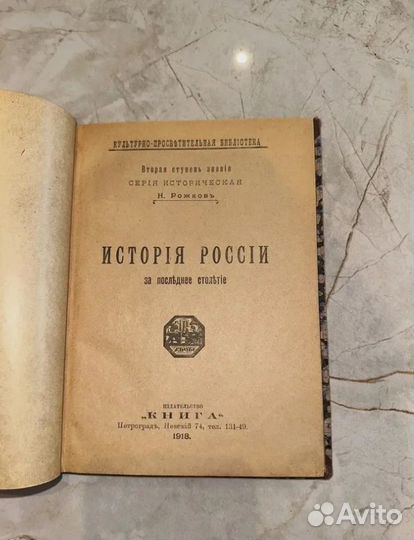 КУЛЬТУРНО-ПРОСВѢТИТЕЛЬНАЯ БИБЛІОТЕКА
Вторая ступень знанія
СЕРІЯ ИСТОРИЧЕСКАЯ
Н. Рожковъ
ИСТОРІЯ РОССІИ
за послѣднее столѣтіе
ИЗДАТЕЛЬСТВО
„КНИГА“
Петроградъ, Невскій 74, тел. 131-49.
1918.
Avito